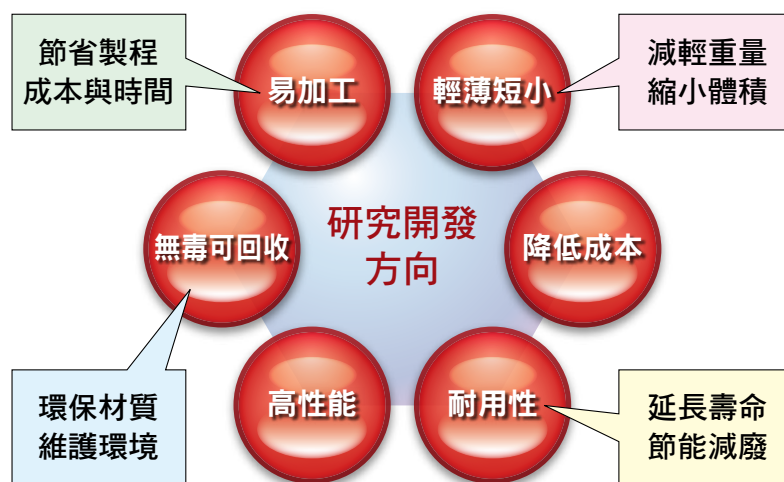 節省製程
成本與時間
易加工
輕薄短小
減輕重量
縮小體積
研究開發
方向
無毒可回收
降低成本
環保材質
維護環境
高性能
耐用性
延長壽命
節能減廢